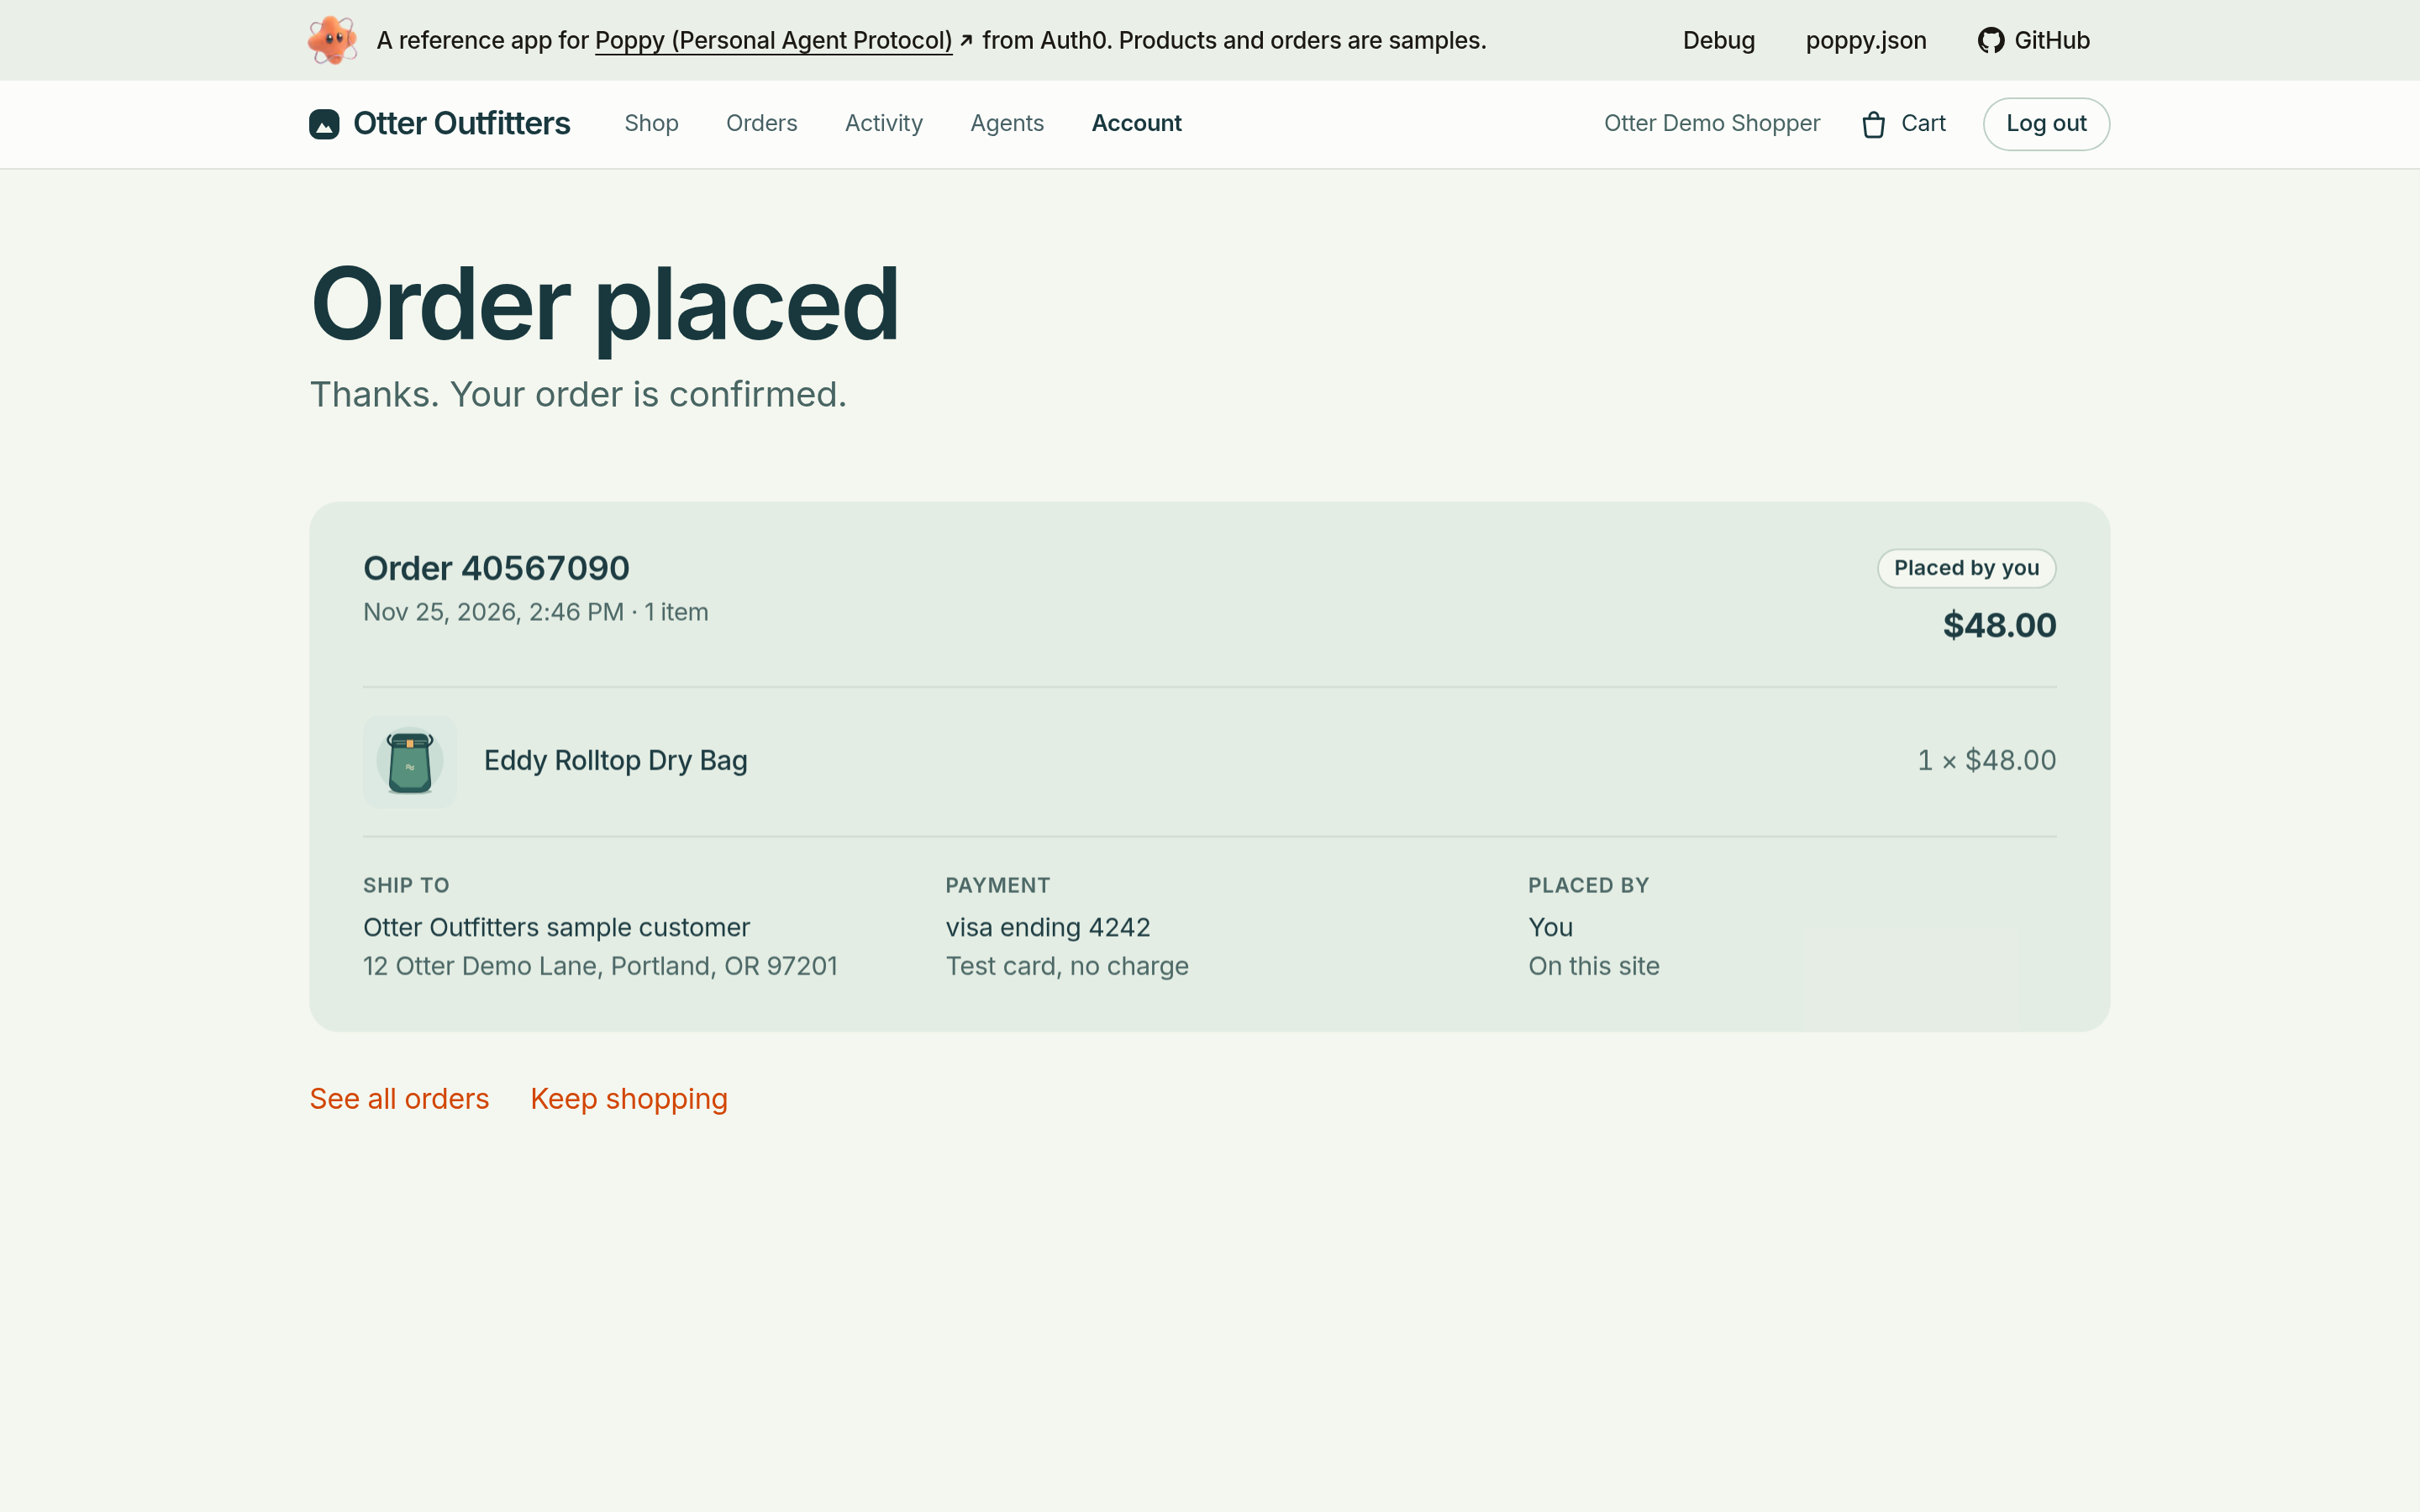 A reference app for Poppy (Personal Agent Protocol) ↗ from Auth0. Products and orders are samples.
Debug
poppy.json
GitHub
Otter Outfitters
Shop
Orders
Activity
Agents
Account
Otter Demo Shopper
Cart
Log out
Order placed
Thanks. Your order is confirmed.
Order 40567090
Placed by you
Nov 25, 2026, 2:46 PM · 1 item
$48.00
Eddy Rolltop Dry Bag
1 × $48.00
SHIP TO
Otter Outfitters sample customer
12 Otter Demo Lane, Portland, OR 97201
PAYMENT
visa ending 4242
Test card, no charge
PLACED BY
You
On this site
See all orders
Keep shopping